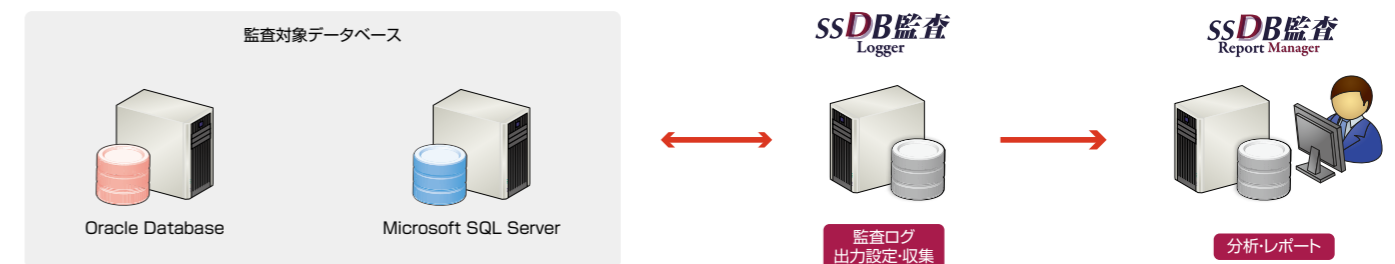 監査対象データベース
SSDB監査
Logger
SSDB監査
Report Manager
Oracle Database
Microsoft SQL Server
監査ログ
出力設定・収集
分析・レポート